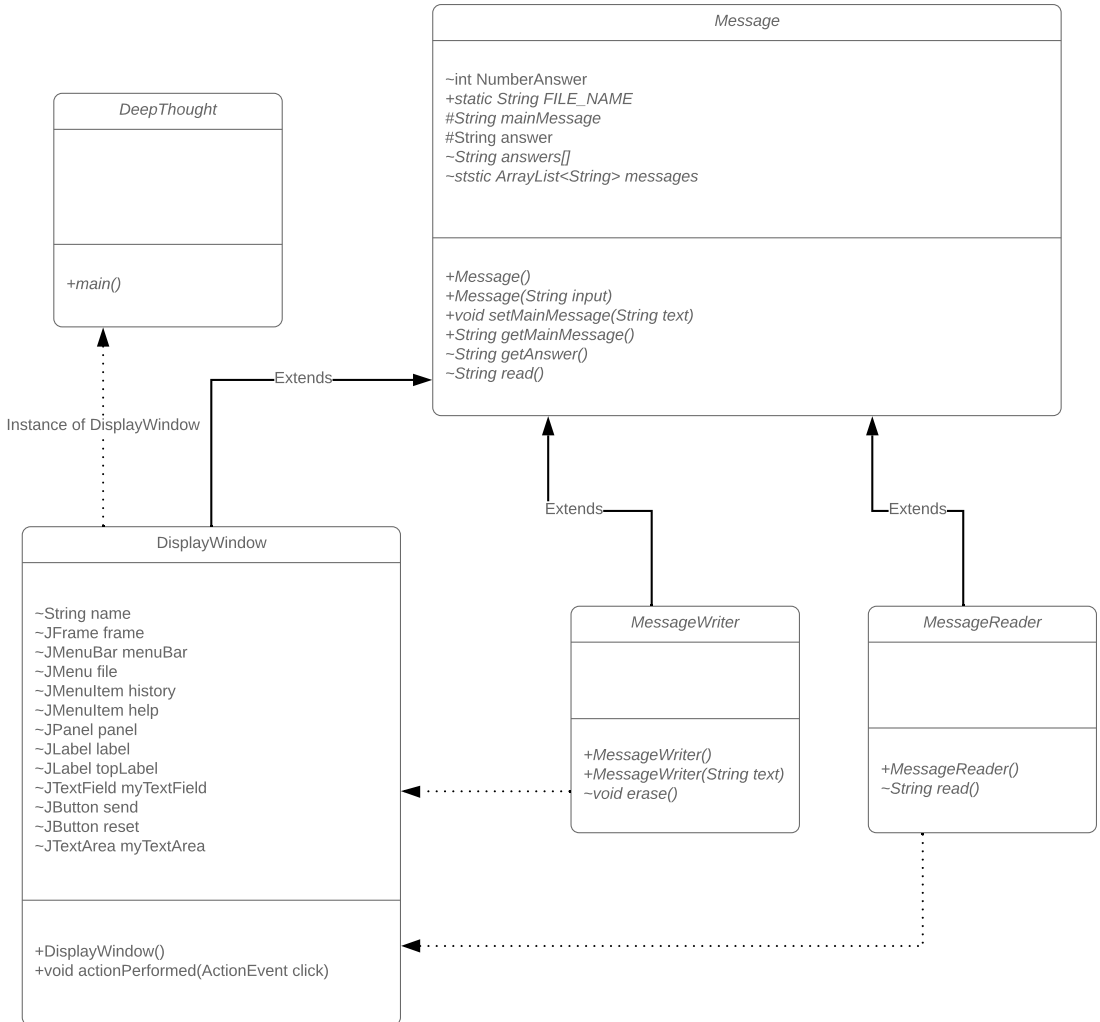 Message
~int NumberAnswer
+static String FILE_NAME
#String mainMessage
#String answer
~String answers[]
~ststic ArrayList<String> messages
+Message()
+Message(String input)
+void setMainMessage(String text)
+String getMainMessage()
~String getAnswer()
~String read()
DeepThought
+main()
Extends
Instance of DisplayWindow
Extends
Extends
DisplayWindow
~String name
~JFrame frame
~JMenuBar menuBar
~JMenu file
~JMenuItem history
~JMenuItem help
~JPanel panel
~JLabel label
~JLabel topLabel
~JTextField myTextField
~JButton send
~JButton reset
~JTextArea myTextArea
+DisplayWindow()
+void actionPerformed(ActionEvent click)
MessageWriter
+MessageWriter()
+MessageWriter(String text)
~void erase()
MessageReader
+MessageReader()
~String read()